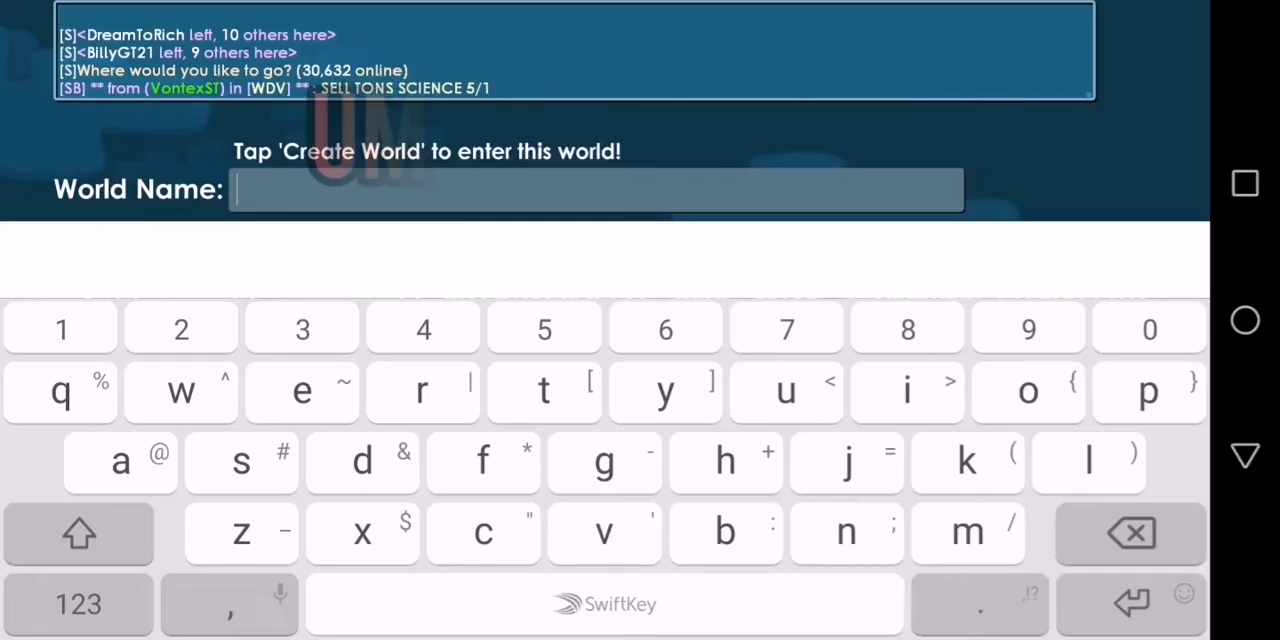 [S]<DreamToRich left, 10 others here>
[S]<BillyGT21 left, 9 others here>
[S]Where would you like to go? (30,632 online)
[SB] ** from (VontexST) in [WDV] ** : SELL TONS SCIENCE 5/1
UM
Tap 'Create World' to enter this world!
World Name:
1 2 3 4 5 6 7 8 9 0
q % w ^ e ~ r | t [ y ] u < i > o { p }
a @ s # d & f * g - h + j = k ( l )
z _ x $ c " v ' b : n ; m /
123 , SwiftKey . ,!?